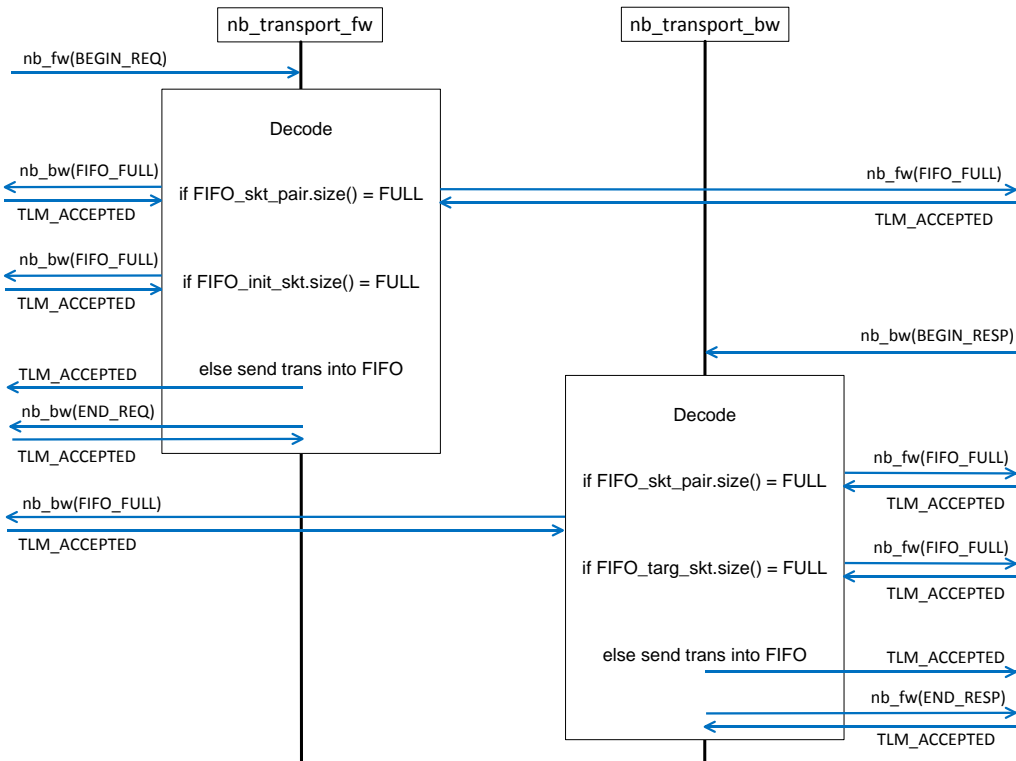 nb_transport_fw
nb_transport_bw
nb_fw(BEGIN_REQ)
Decode
nb_bw(FIFO_FULL)
if FIFO_skt_pair.size() = FULL
nb_fw(FIFO_FULL)
TLM_ACCEPTED
TLM_ACCEPTED
nb_bw(FIFO_FULL)
if FIFO_init_skt.size() = FULL
TLM_ACCEPTED
nb_bw(BEGIN_RESP)
else send trans into FIFO
TLM_ACCEPTED
nb_bw(END_REQ)
Decode
TLM_ACCEPTED
nb_fw(FIFO_FULL)
if FIFO_skt_pair.size() = FULL
nb_bw(FIFO_FULL)
TLM_ACCEPTED
TLM_ACCEPTED
nb_fw(FIFO_FULL)
if FIFO_targ_skt.size() = FULL
TLM_ACCEPTED
else send trans into FIFO
TLM_ACCEPTED
nb_fw(END_RESP)
TLM_ACCEPTED